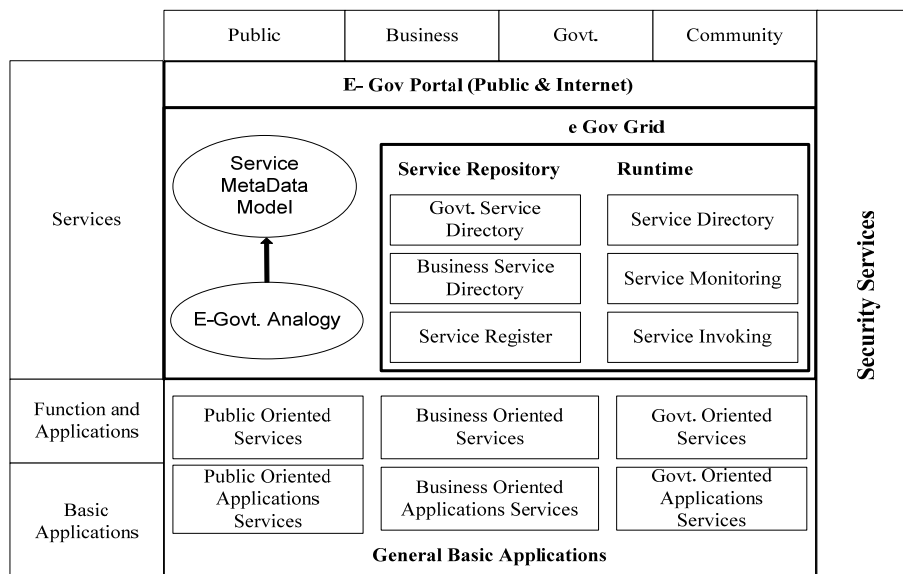 Public
Business
Govt.
Community
E- Gov Portal (Public & Internet)
e Gov Grid
Services
Service
MetaData
Model
E-Govt. Analogy
Service Repository
Govt. Service
Directory
Business Service
Directory
Service Register
Runtime
Service Directory
Service Monitoring
Service Invoking
Function and
Applications
Public Oriented
Services
Business Oriented
Services
Govt. Oriented
Services
Basic
Applications
Public Oriented
Applications
Services
Business Oriented
Applications Services
Govt. Oriented
Applications
Services
General Basic Applications
Security Services